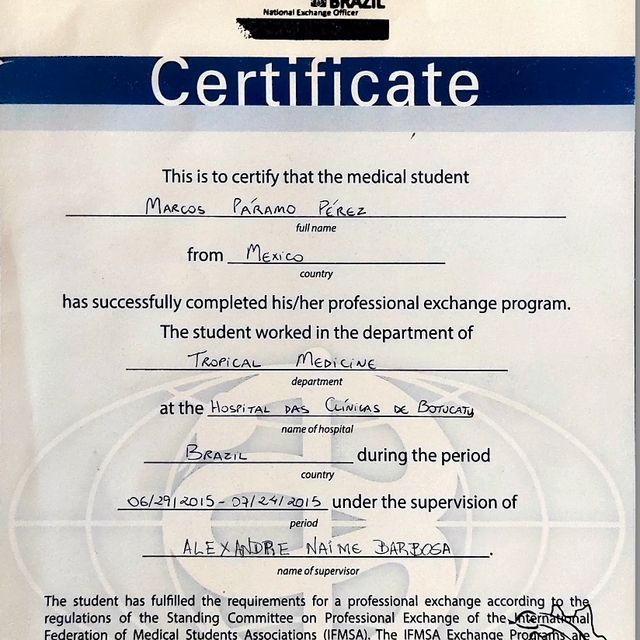 BRAZIL
National Exchange Officer
Certificate
This is to certify that the medical student
MARCOS PÁRAMO PÉREZ
full name
from MEXICO
country
has successfully completed his/her professional exchange program.
The student worked in the department of
TROPICAL MEDICINE
department
at the HOSPITAL DAS CLÍNICAS DE BOTUCATU
name of hospital
BRAZIL during the period
country
06/29/2015 - 07/24/2015 under the supervision of
period
ALEXANDRE NAIME BARBOSA.
name of supervisor
The student has fulfilled the requirements for a professional exchange according to the
regulations of the Standing Committee on Professional Exchange of the International
Federation of Medical Students Associations (IFMSA). The IFMSA Exchange Programs are